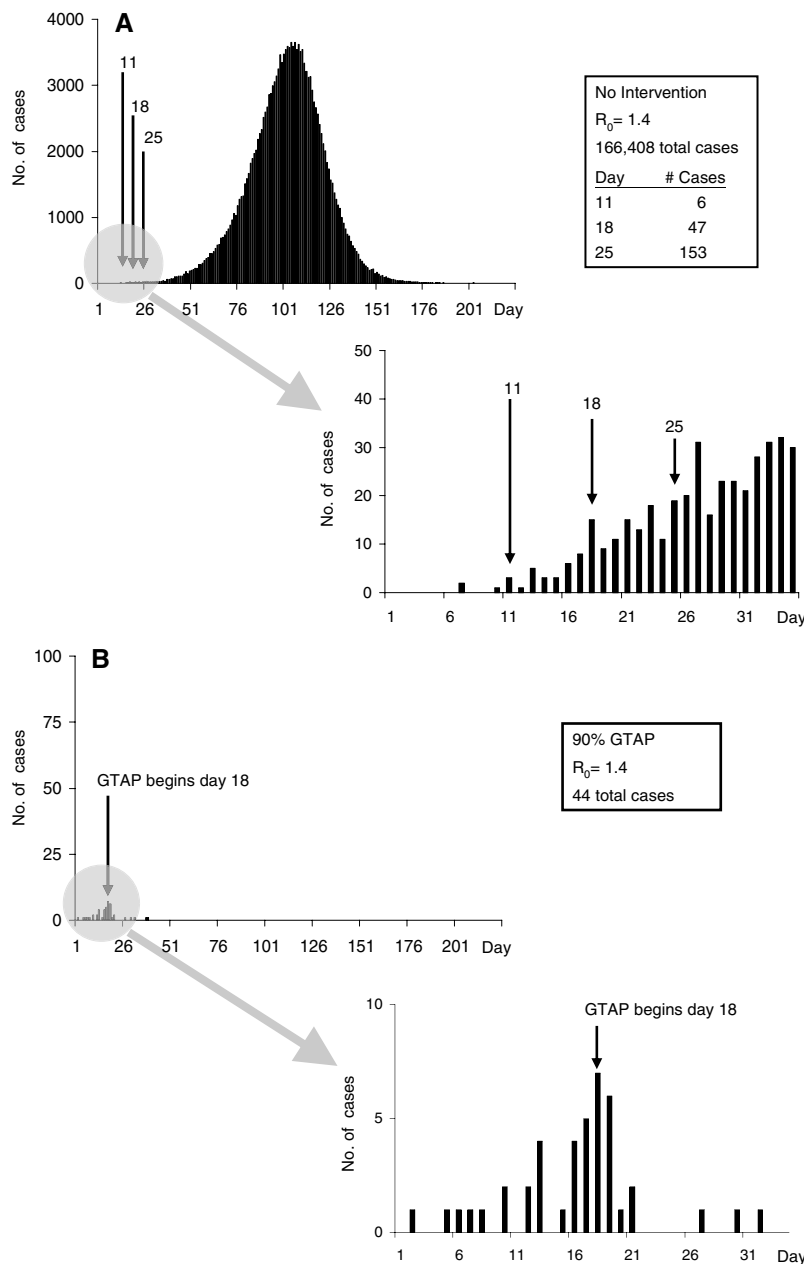 A
No. of cases
4000
3000
2000
1000
0
11
18
25
1 26 51 76 101 126 151 176 201 Day
No Intervention
R0= 1.4
166,408 total cases
Day # Cases
11 6
18 47
25 153
No. of cases
50
40
30
20
10
0
11
18
25
1 6 11 16 21 26 31 Day
B
No. of cases
100
75
50
25
0
GTAP begins day 18
1 26 51 76 101 126 151 176 201 Day
90% GTAP
R0= 1.4
44 total cases
No. of cases
10
5
0
GTAP begins day 18
1 6 11 16 21 26 31 Day